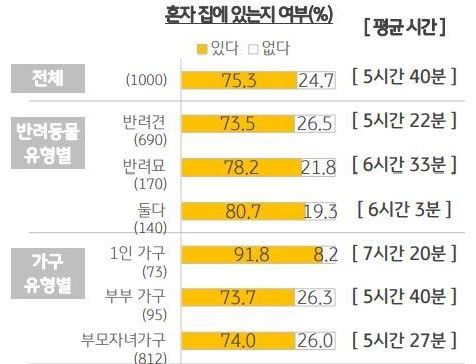 혼자 집에 있는지 여부(%)
[ 평균 시간 ]
있다 없다
전체 (1000) 75.3 24.7 [ 5시간 40분 ]
반려동물 유형별
반려견 (690) 73.5 26.5 [ 5시간 22분 ]
반려묘 (170) 78.2 21.8 [ 6시간 33분 ]
둘다 (140) 80.7 19.3 [ 6시간 3분 ]
가구 유형별
1인 가구 (73) 91.8 8.2 [ 7시간 20분 ]
부부 가구 (95) 73.7 26.3 [ 5시간 40분 ]
부모자녀가구 (812) 74.0 26.0 [ 5시간 27분 ]